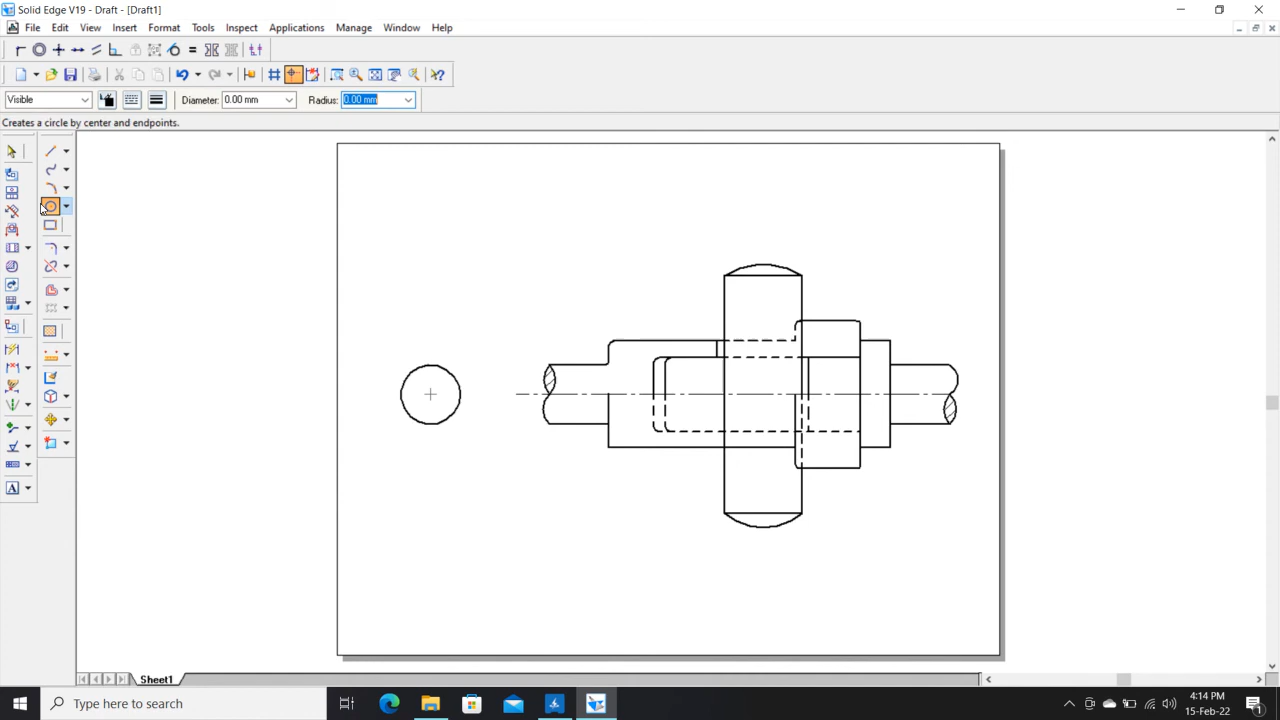 Solid Edge V19 - Draft - [Draft1]
File Edit View Insert Format Tools Inspect Applications Manage Window Help
Visible Diameter: 0.00 mm Radius: 0.00 mm
Creates a circle by center and endpoints.
A
Sheet1
Type here to search
4:14 PM
15-Feb-22
1